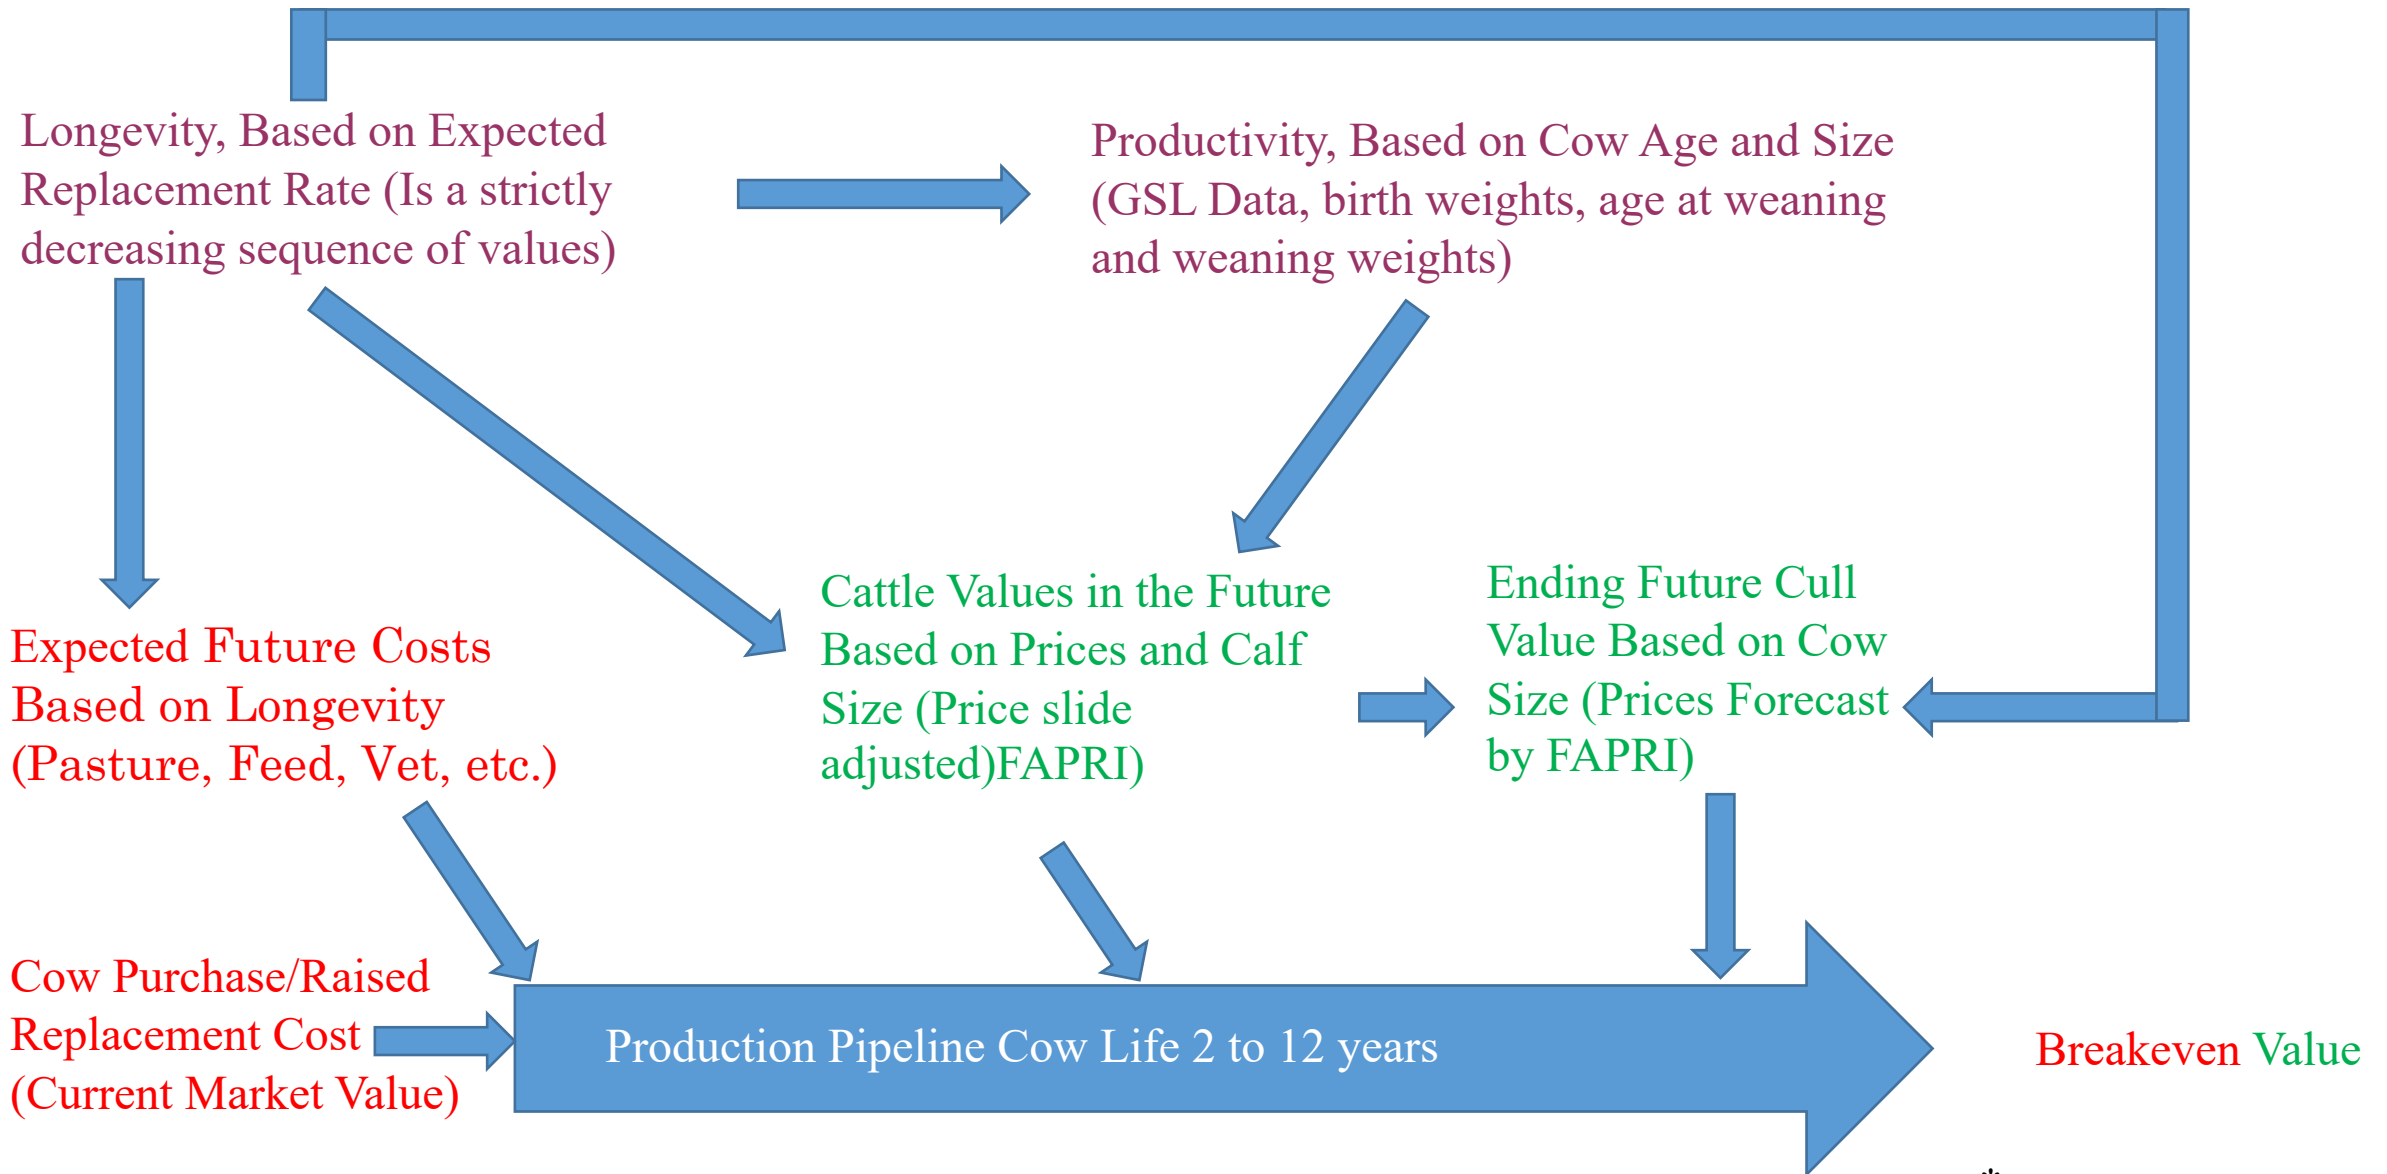 Longevity, Based on Expected
Replacement Rate (Is a strictly
decreasing sequence of values)
Productivity, Based on Cow Age and Size
(GSL Data, birth weights, age at weaning
and weaning weights)
Expected Future Costs
Based on Longevity
(Pasture, Feed, Vet, etc.)
Cattle Values in the Future
Based on Prices and Calf
Size (Price slide
adjusted)FAPRI)
Ending Future Cull
Value Based on Cow
Size (Prices Forecast
by FAPRI)
Cow Purchase/Raised
Replacement Cost
(Current Market Value)
Production Pipeline Cow Life 2 to 12 years
Breakeven Value
*